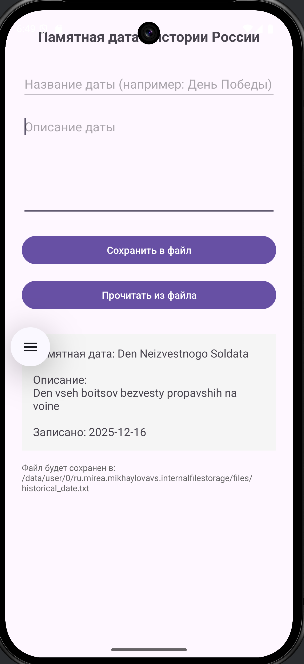 Памятная дата истории России
Название даты (например: День Победы)
Описание даты
Сохранить в файл
Прочитать из файла
мятная дата: Den Neizvestnogo Soldata
Описание:
Den vseh boitsov bezvesty propavshih na
voine
Записано: 2025-12-16
Файл будет сохранен в:
/data/user/0/ru.mirea.mikhaylovavs.internalfilestorage/files/
historical_date.txt